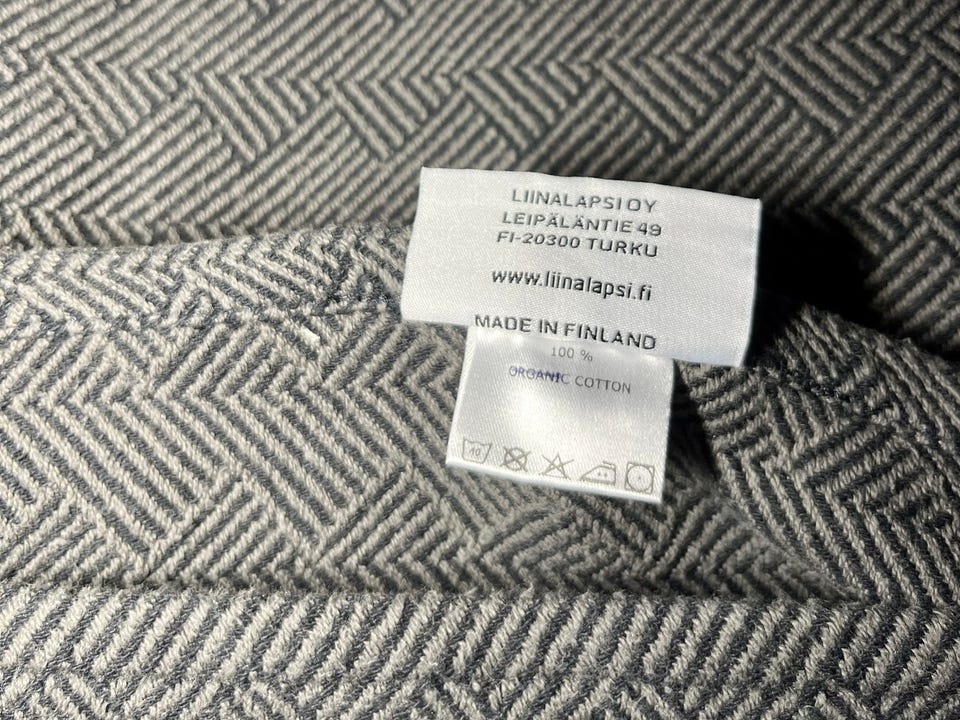 LIINALAPSI OY
LEIPÄLÄNTIE 49
FI-20300 TURKU
www.liinalapsi.fi
MADE IN FINLAND
100 %
ORGANIC COTTON